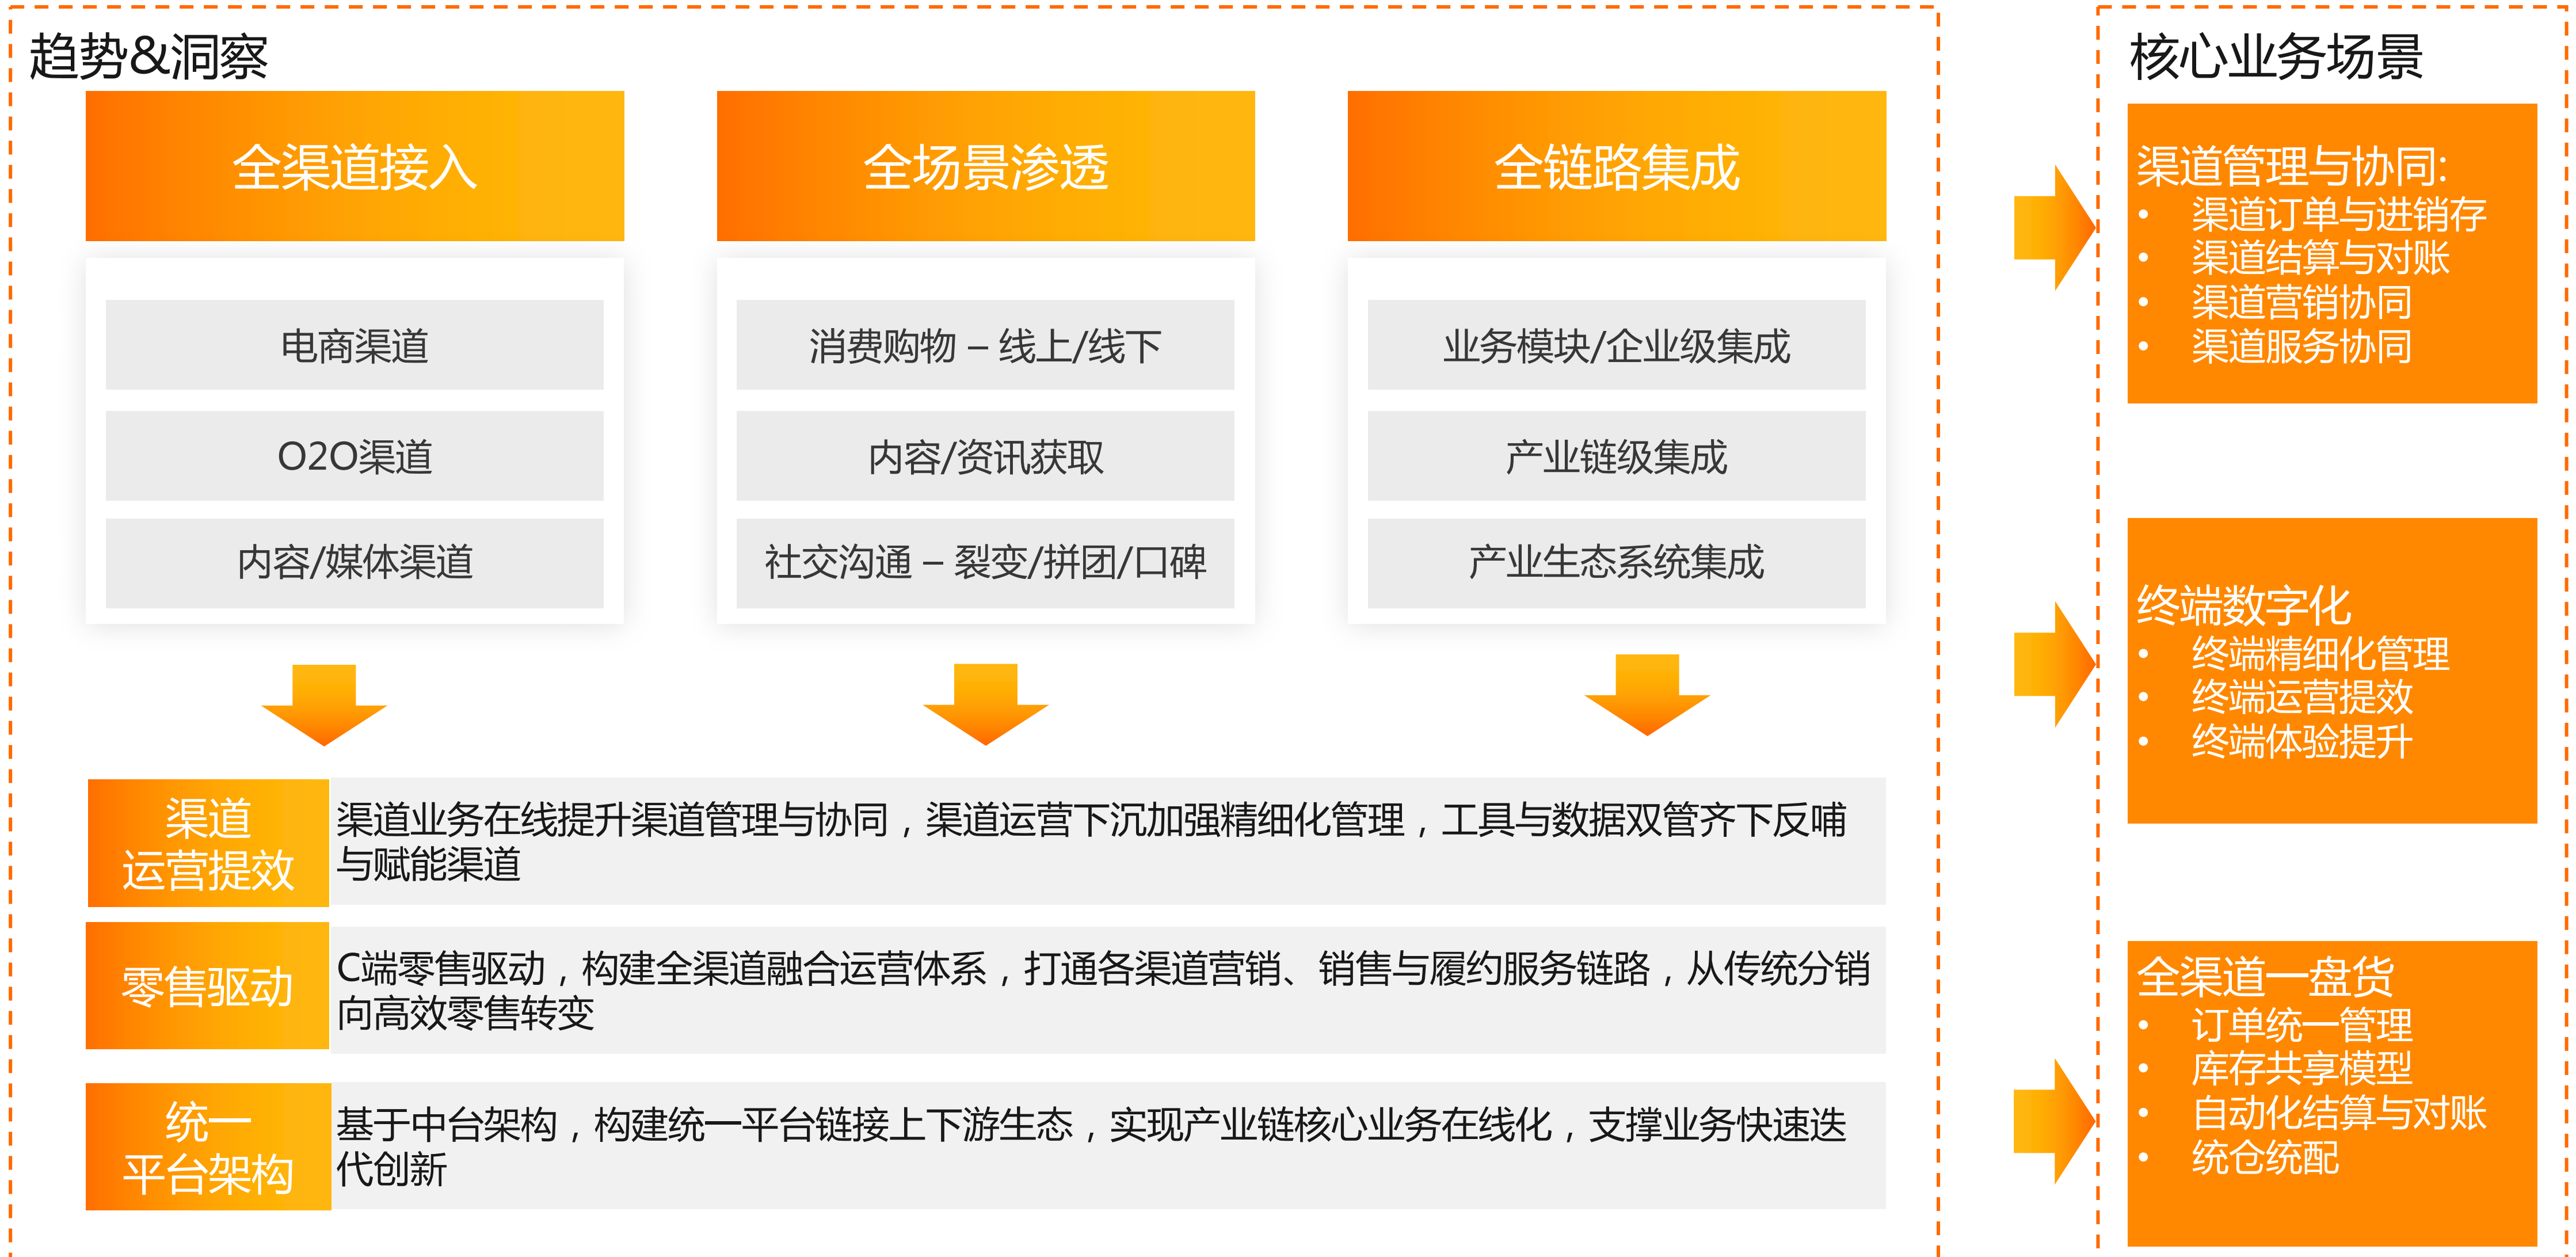 趋势&洞察
全渠道接入
电商渠道
O2O渠道
内容/媒体渠道
全场景渗透
消费购物 – 线上/线下
内容/资讯获取
社交沟通 – 裂变/拼团/口碑
全链路集成
业务模块/企业级集成
产业链级集成
产业生态系统集成
渠道
运营提效
渠道业务在线提升渠道管理与协同，渠道运营下沉加强精细化管理，工具与数据双管齐下反哺
与赋能渠道
零售驱动
C端零售驱动，构建全渠道融合运营体系，打通各渠道营销、销售与履约服务链路，从传统分销
向高效零售转变
统一
平台架构
基于中台架构，构建统一平台链接上下游生态，实现产业链核心业务在线化，支撑业务快速迭
代创新
核心业务场景
渠道管理与协同:
• 渠道订单与进销存
• 渠道结算与对账
• 渠道营销协同
• 渠道服务协同
终端数字化
• 终端精细化管理
• 终端运营提效
• 终端体验提升
全渠道一盘货
• 订单统一管理
• 库存共享模型
• 自动化结算与对账
• 统仓统配